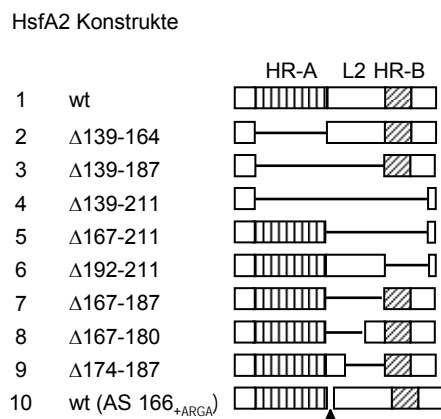 HsfA2 Konstrukte
HR-A L2 HR-B
1 wt
2 Δ139-164
3 Δ139-187
4 Δ139-211
5 Δ167-211
6 Δ192-211
7 Δ167-187
8 Δ167-180
9 Δ174-187
10 wt (AS 166+ARGA)